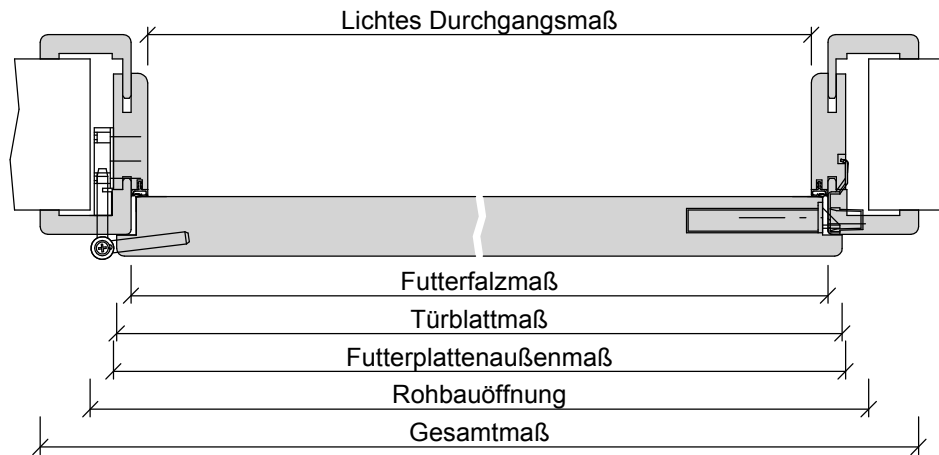 Lichtes Durchgangsmaß
Futterfalzmaß
Türblattmaß
Futterplattenaußenmaß
Rohbauöffnung
Gesamtmaß